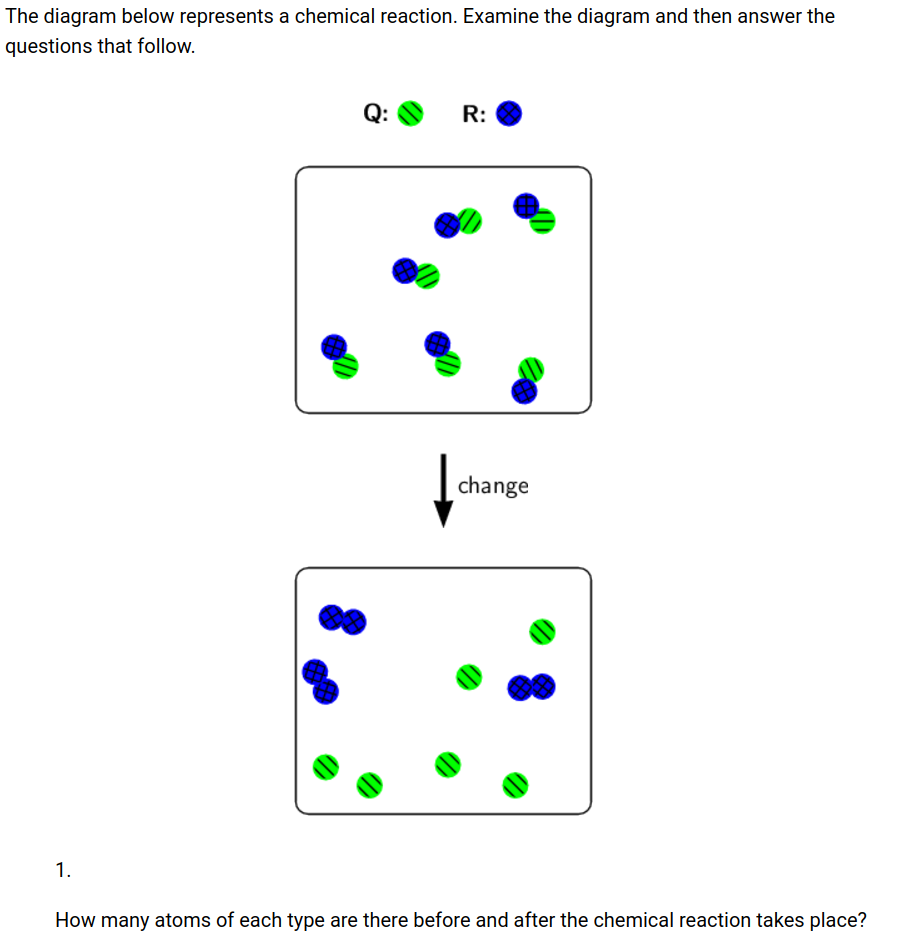 The diagram below represents a chemical reaction. Examine the diagram and then answer the
questions that follow.
Q: R:
change
1.
How many atoms of each type are there before and after the chemical reaction takes place?